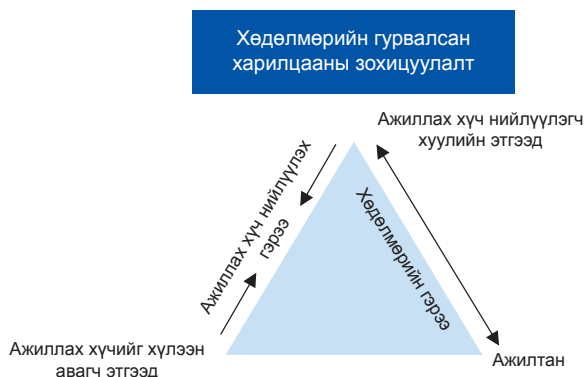 Хөдөлмөрийн гурвалсан
харилцааны зохицуулалт
Ажиллах хүч нийлүүлэгч
хуулийн этгээд
Ажиллах хүч нийлүүлэх
гэрээ
Хөдөлмөрийн гэрээ
Ажиллах хүчийг хүлээн
авагч этгээд
Ажилтан